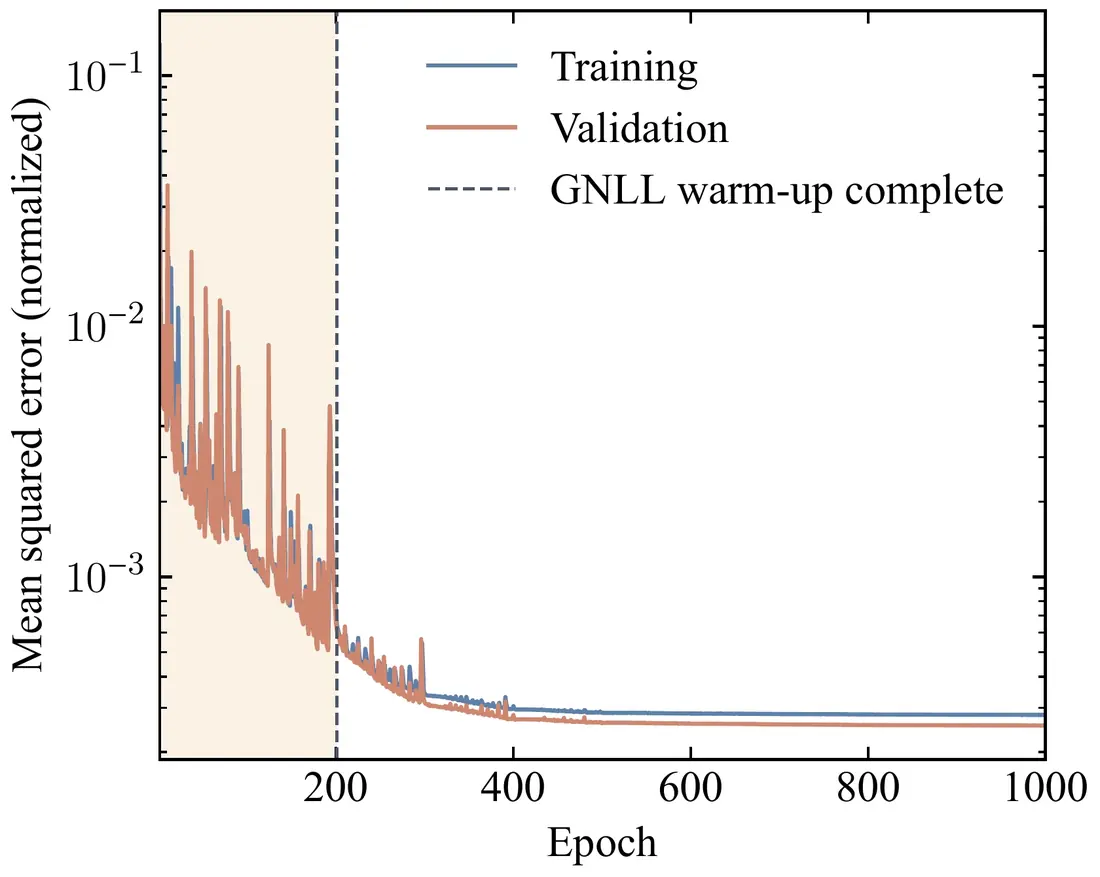 Mean squared error (normalized)
10⁻¹
10⁻²
10⁻³
Training
Validation
GNLL warm-up complete
200 400 600 800 1000
Epoch